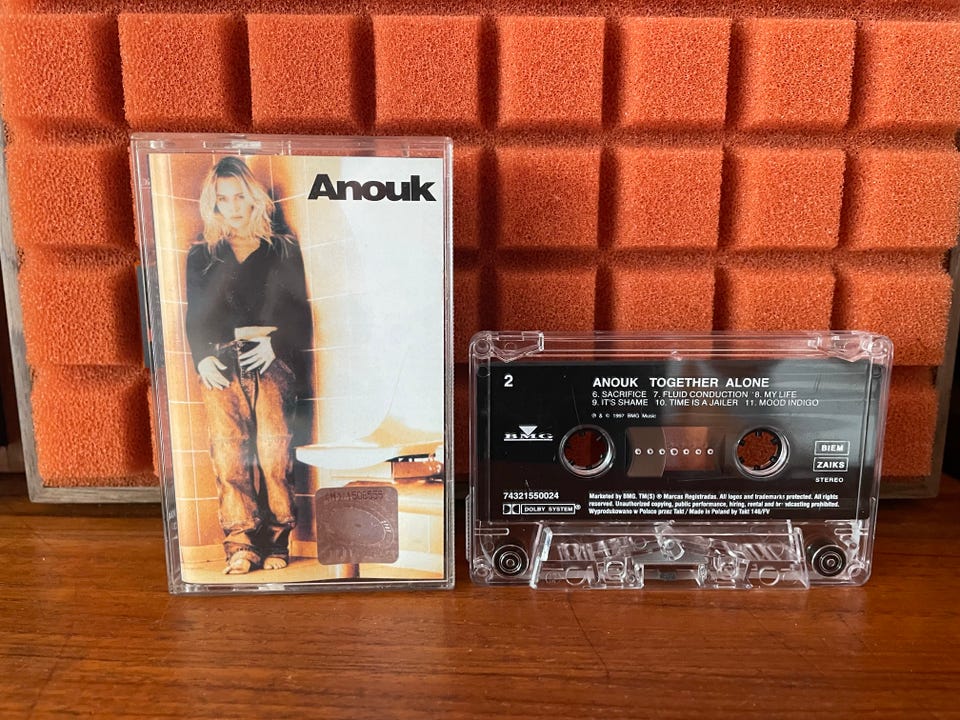 Anouk
2
ANOUK TOGETHER ALONE
6. SACRIFICE 7. FLUID CONDUCTION 8. MY LIFE
9. IT'S SHAME 10. TIME IS A JAILER 11. MOOD INDIGO
℗ & © 1997 BMG Music
BMG
BIEM
ZAIKS
STEREO
74321550024
DOLBY SYSTEM®
Marketed by BMG. TM(S) ® Marcas Registradas. All logos and trademarks protected. All rights
reserved. Unauthorized copying, public performance, hiring, rental and broadcasting prohibited.
Wyprodukowano w Polsce przez Takt / Made in Poland by Takt 146/FV